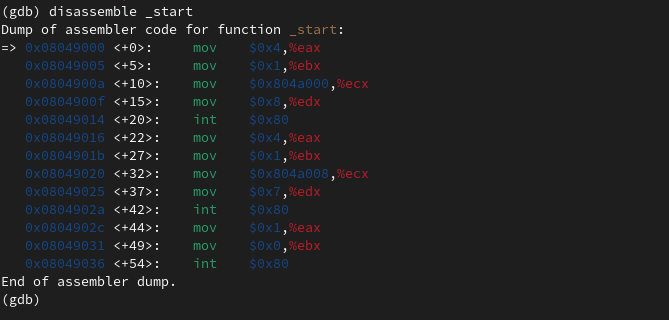 (gdb) disassemble _start
Dump of assembler code for function _start:
=> 0x08049000 <+0>:     mov    $0x4,%eax
   0x08049005 <+5>:     mov    $0x1,%ebx
   0x0804900a <+10>:    mov    $0x804a000,%ecx
   0x0804900f <+15>:    mov    $0x8,%edx
   0x08049014 <+20>:    int    $0x80
   0x08049016 <+22>:    mov    $0x4,%eax
   0x0804901b <+27>:    mov    $0x1,%ebx
   0x08049020 <+32>:    mov    $0x804a008,%ecx
   0x08049025 <+37>:    mov    $0x7,%edx
   0x0804902a <+42>:    int    $0x80
   0x0804902c <+44>:    mov    $0x1,%eax
   0x08049031 <+49>:    mov    $0x0,%ebx
   0x08049036 <+54>:    int    $0x80
End of assembler dump.
(gdb)